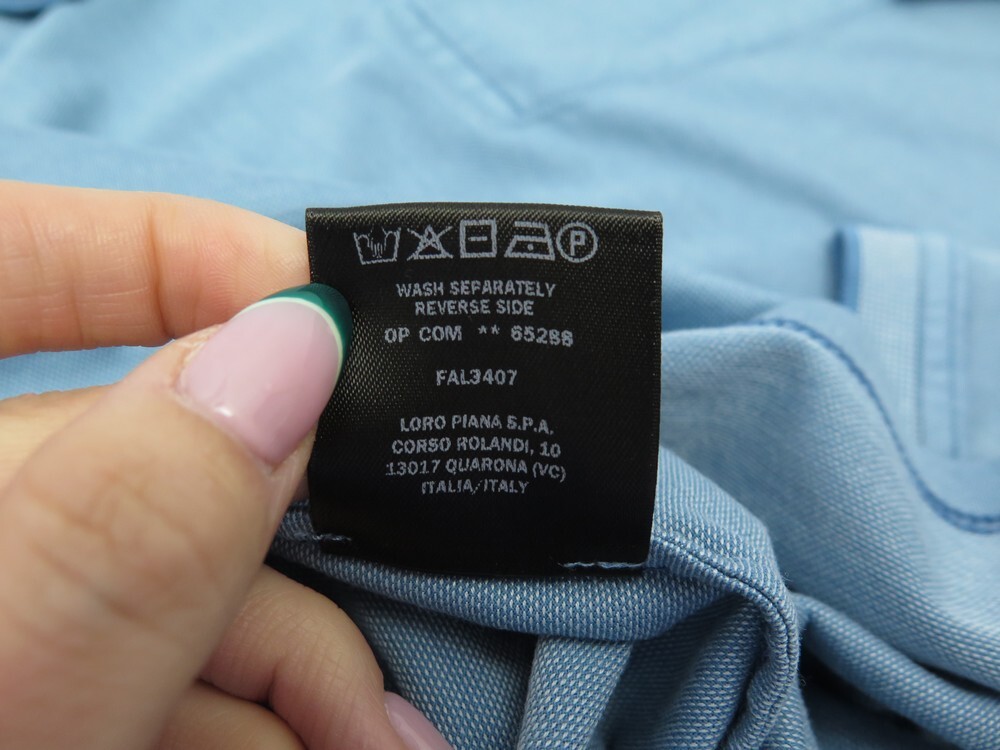 P
WASH SEPARATELY
REVERSE SIDE
OP COM ** 65288
FAL3407
LORO PIANA S.P.A.
CORSO ROLANDI, 10
13017 QUARONA (VC)
ITALIA/ITALY